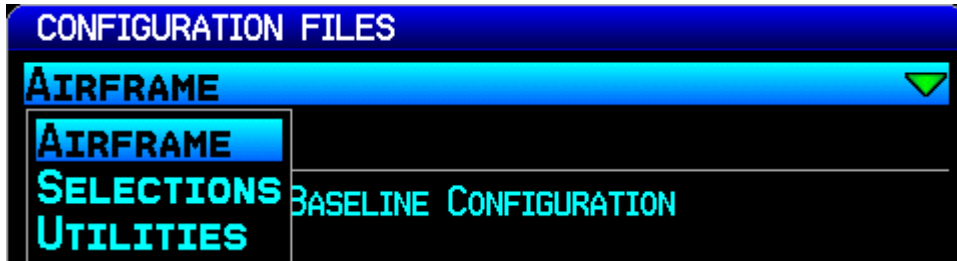 CONFIGURATION FILES
AIRFRAME
AIRFRAME
SELECTIONS
BASELINE CONFIGURATION
UTILITIES